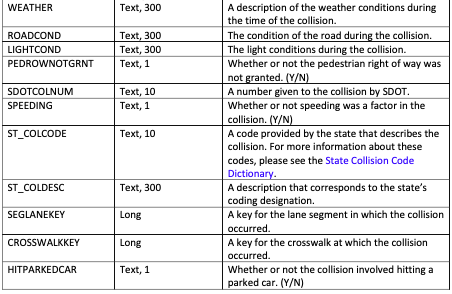 WEATHER Text, 300 A description of the weather conditions during
the time of the collision.
ROADCOND Text, 300 The condition of the road during the collision.
LIGHTCOND Text, 300 The light conditions during the collision.
PEDROWNOTGRNT Text, 1 Whether or not the pedestrian right of way was
not granted. (Y/N)
SDOTCOLNUM Text, 10 A number given to the collision by SDOT.
SPEEDING Text, 1 Whether or not speeding was a factor in the
collision. (Y/N)
ST_COLCODE Text, 10 A code provided by the state that describes the
collision. For more information about these
codes, please see the State Collision Code
Dictionary.
ST_COLDESC Text, 300 A description that corresponds to the state’s
coding designation.
SEGLANEKEY Long A key for the lane segment in which the collision
occurred.
CROSSWALKKEY Long A key for the crosswalk at which the collision
occurred.
HITPARKEDCAR Text, 1 Whether or not the collision involved hitting a
parked car. (Y/N)